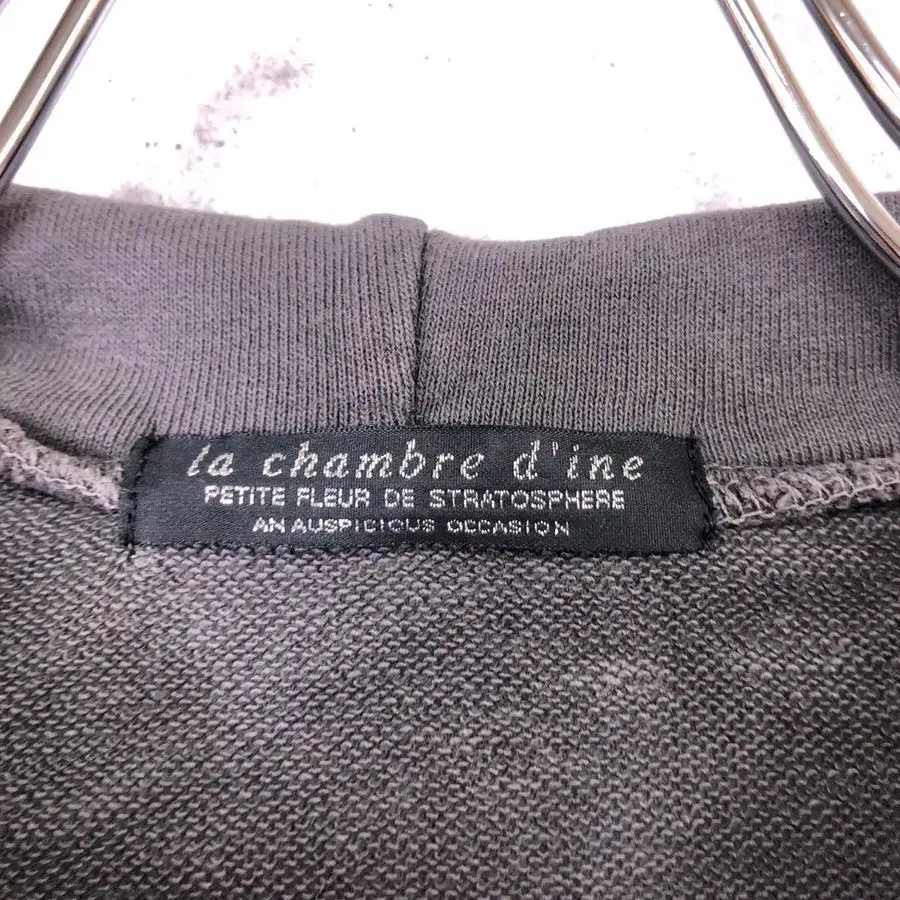 la chambre d'ine
PETITE FLEUR DE STRATOSPHERE
AN AUSPICIOUS OCCASION